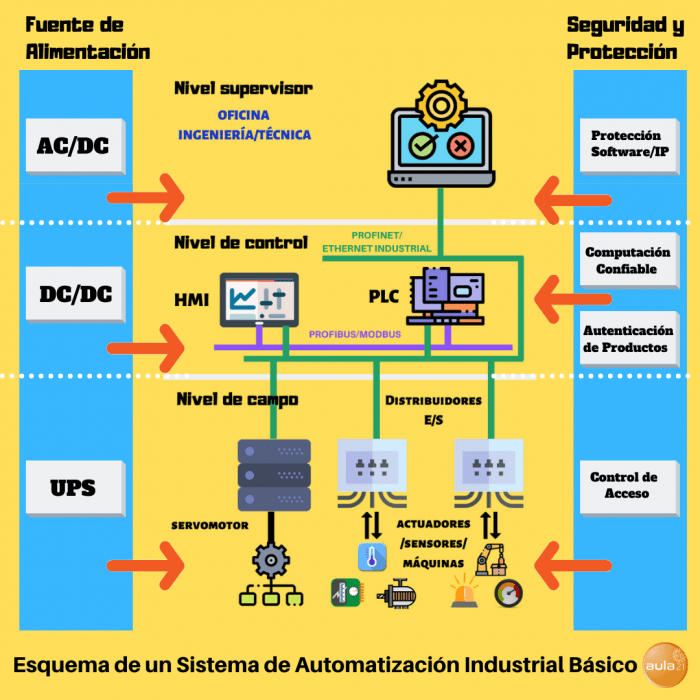 Fuente de
Alimentación
Seguridad y
Protección
Nivel supervisor
OFICINA
INGENIERÍA/TÉCNICA
AC/DC
Protección
Software/IP
Nivel de control
PROFINET/
ETHERNET INDUSTRIAL
Computación
Confiable
DC/DC
HMI
PLC
PROFIBUS/MODBUS
Autenticación
de Productos
Nivel de campo
Distribuidores
E/S
UPS
Control de
Acceso
servomotor
actuadores
/sensores/
máquinas
Esquema de un Sistema de Automatización Industrial Básico
aula21